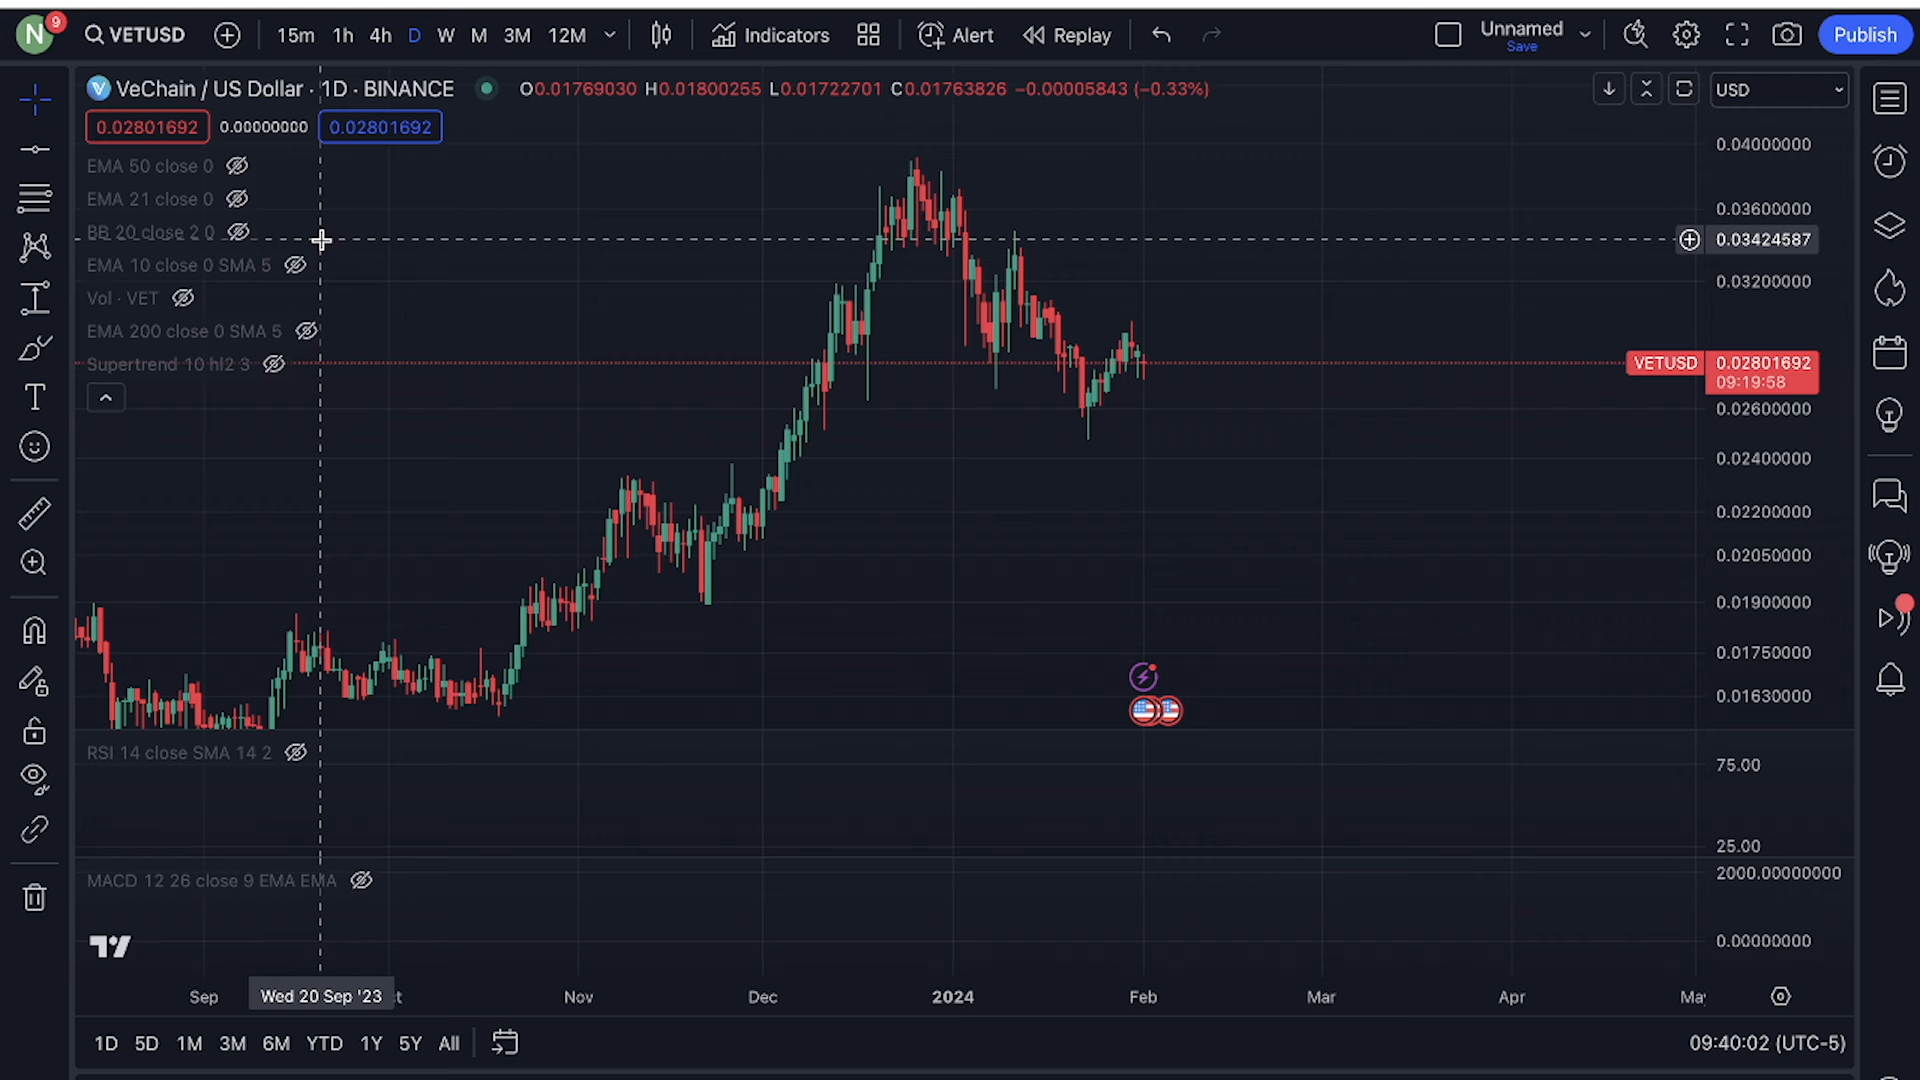 N 9 VETUSD 15m 1h 4h D W M 3M 12M Indicators Alert Replay Unnamed Save Publish
VeChain / US Dollar · 1D · BINANCE O0.01769030 H0.01800255 L0.01722701 C0.01763826 −0.00005843 (−0.33%) USD
0.02801692 0.00000000 0.02801692
0.04000000
EMA 50 close 0
EMA 21 close 0
0.03600000
BB 20 close 2 0
0.03424587
EMA 10 close 0 SMA 5
0.03200000
Vol · VET
EMA 200 close 0 SMA 5
Supertrend 10 hl2 3
VETUSD 0.02801692
09:19:58
0.02600000
0.02400000
0.02200000
0.02050000
0.01900000
0.01750000
0.01630000
RSI 14 close SMA 14 2
75.00
25.00
2000.00000000
MACD 12 26 close 9 EMA EMA
0.00000000
Sep Wed 20 Sep '23 Nov Dec 2024 Feb Mar Apr
1D 5D 1M 3M 6M YTD 1Y 5Y All 09:40:02 (UTC-5)